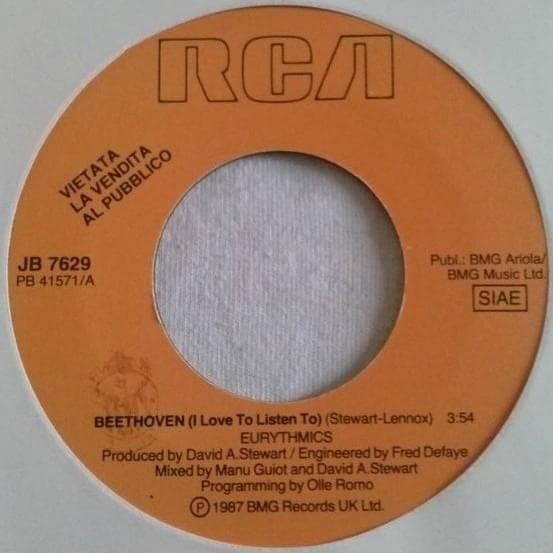 RCA
VIETATA
LA VENDITA
AL PUBBLICO
JB 7629
PB 41571/A
Publ.: BMG Ariola/
BMG Music Ltd.
SIAE
BEETHOVEN (I Love To Listen To) (Stewart-Lennox) 3:54
EURYTHMICS
Produced by David A.Stewart / Engineered by Fred Defaye
Mixed by Manu Guiot and David A.Stewart
Programming by Olle Romo
Ⓟ 1987 BMG Records UK Ltd.